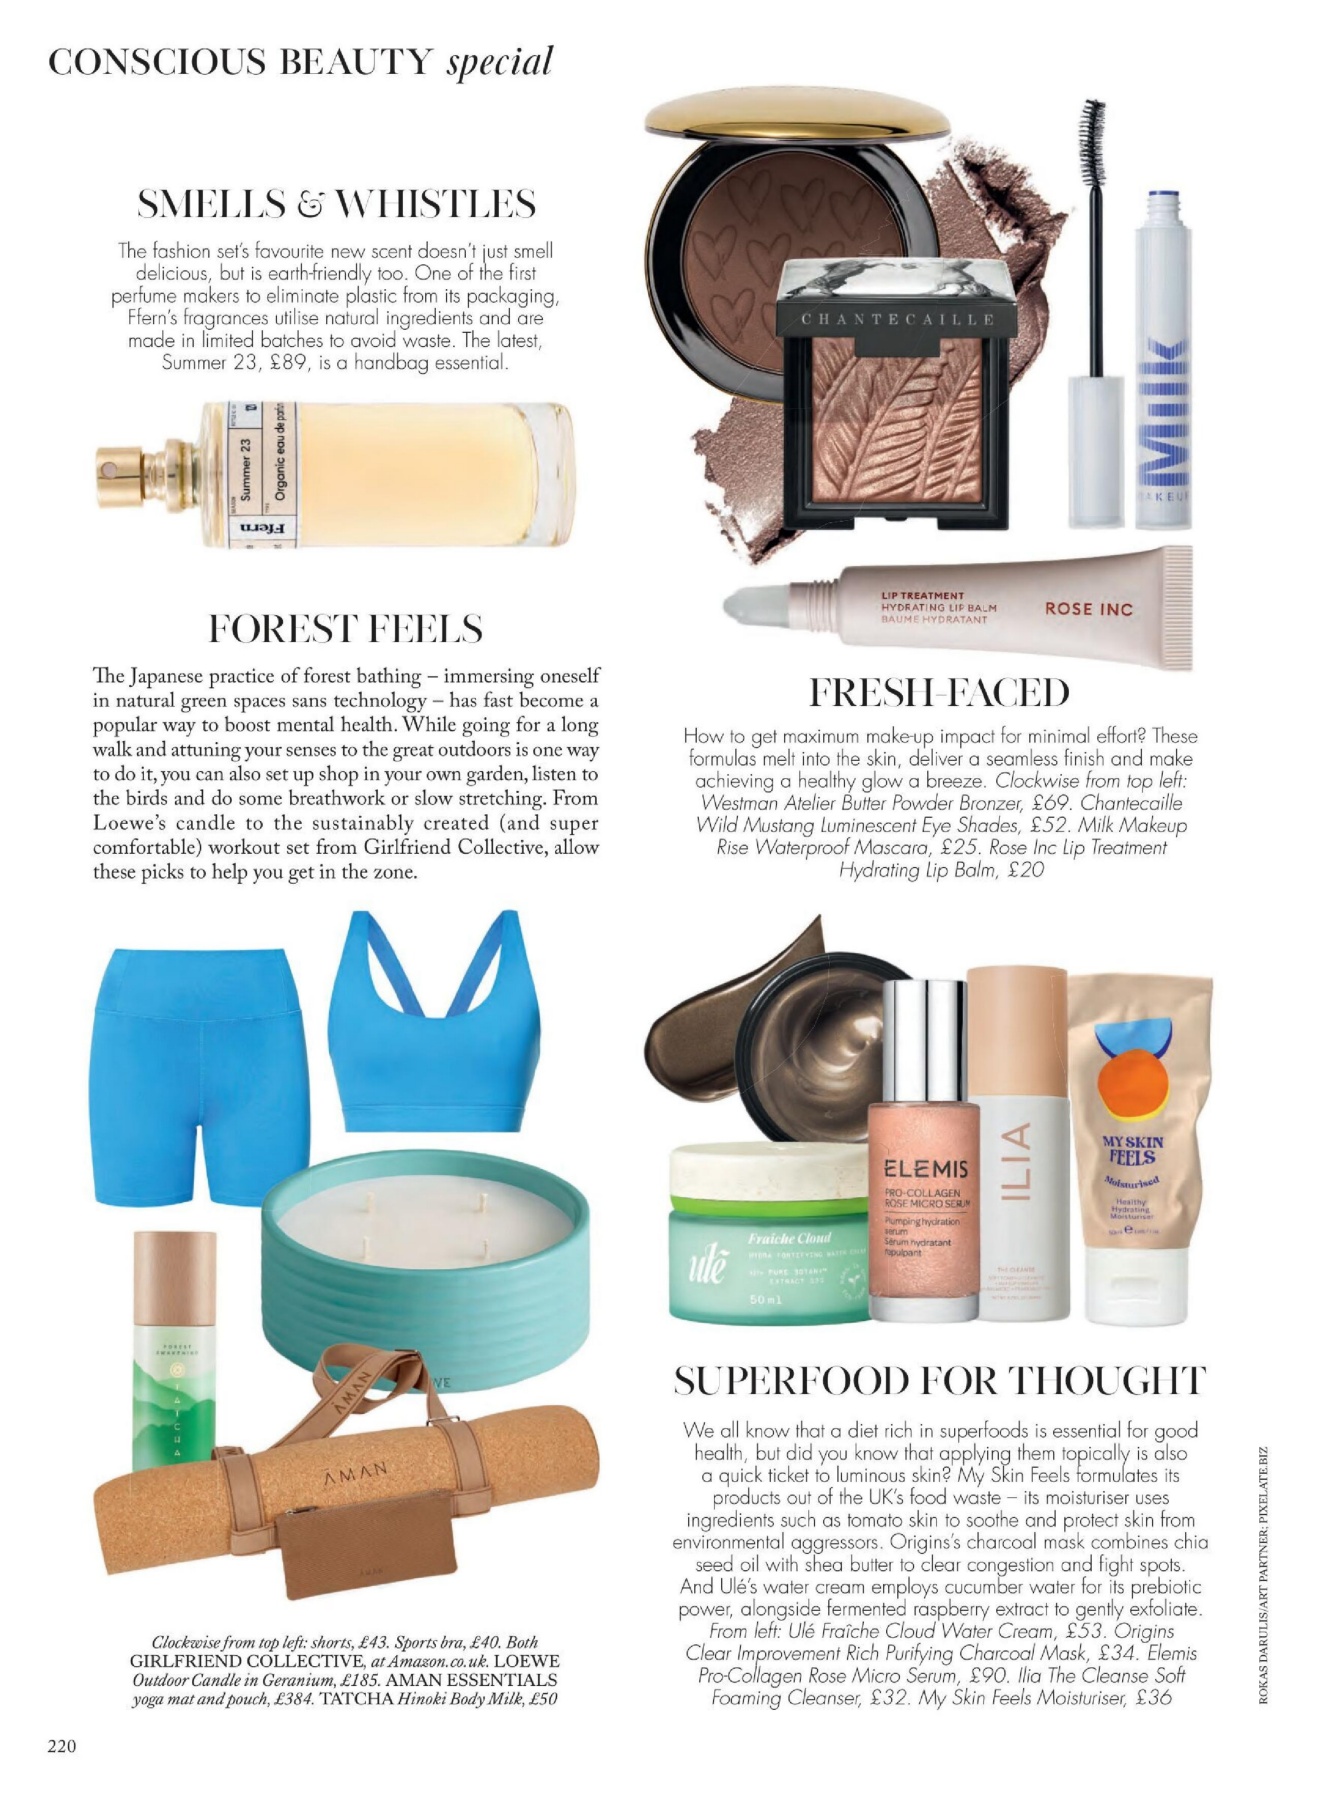 CONSCIOUS BEAUTY special
SMELLS & WHISTLES
The fashion set's favourite new scent doesn't just smell
delicious, but is earth-friendly too. One of the first
perfume makers to eliminate plastic from its packaging,
Ffern's fragrances utilise natural ingredients and are
made in limited batches to avoid waste. The latest,
Summer 23, £89, is a handbag essential.
Summer 23
Organic eau de parfum
Ffern
FOREST FEELS
The Japanese practice of forest bathing – immersing oneself
in natural green spaces sans technology – has fast become a
popular way to boost mental health. While going for a long
walk and attuning your senses to the great outdoors is one way
to do it, you can also set up shop in your own garden, listen to
the birds and do some breathwork or slow stretching. From
Loewe's candle to the sustainably created (and super
comfortable) workout set from Girlfriend Collective, allow
these picks to help you get in the zone.
FOREST
AWAKENING
TATCHA
WE
ĀMAN
ĀMAN
AMAN
Clockwise from top left: shorts, £43. Sports bra, £40. Both
GIRLFRIEND COLLECTIVE, at Amazon.co.uk. LOEWE
Outdoor Candle in Geranium, £185. AMAN ESSENTIALS
yoga mat and pouch, £384. TATCHA Hinoki Body Milk, £50
CHANTECAILLE
Milk
MAKEUP
LIP TREATMENT
HYDRATING LIP BALM
BAUME HYDRATANT
ROSE INC
FRESH-FACED
How to get maximum make-up impact for minimal effort? These
formulas melt into the skin, deliver a seamless finish and make
achieving a healthy glow a breeze. Clockwise from top left:
Westman Atelier Butter Powder Bronzer, £69. Chantecaille
Wild Mustang Luminescent Eye Shades, £52. Milk Makeup
Rise Waterproof Mascara, £25. Rose Inc Lip Treatment
Hydrating Lip Balm, £20
ulé
Fraîche Cloud
HYDRA FORTIFYING WATER CREAM
PURE BOTANY
EXTRACT
50 ml
ELEMIS
PRO-COLLAGEN
ROSE MICRO SERUM
Plumping hydration
serum
Sérum hydratant
repulpant
ILIA
THE CLEANSE
MY SKIN
FEELS
Moisturised
Healthy
Hydrating
Moisturiser
SUPERFOOD FOR THOUGHT
We all know that a diet rich in superfoods is essential for good
health, but did you know that applying them topically is also
a quick ticket to luminous skin? My Skin Feels formulates its
products out of the UK's food waste – its moisturiser uses
ingredients such as tomato skin to soothe and protect skin from
environmental aggressors. Origins's charcoal mask combines chia
seed oil with shea butter to clear congestion and fight spots.
And Ulé's water cream employs cucumber water for its prebiotic
power, alongside fermented raspberry extract to gently exfoliate.
From left: Ulé Fraîche Cloud Water Cream, £53. Origins
Clear Improvement Rich Purifying Charcoal Mask, £34. Elemis
Pro-Collagen Rose Micro Serum, £90. Ilia The Cleanse Soft
Foaming Cleanser, £32. My Skin Feels Moisturiser, £36
ROKAS DARULIS/ART PARTNER; PIXELATE.BIZ
220